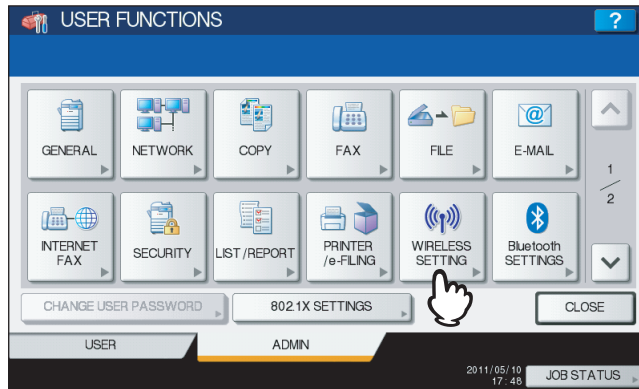 USER FUNCTIONS
?
GENERAL
NETWORK
COPY
FAX
FILE
E-MAIL
1
2
INTERNET
FAX
SECURITY
LIST/REPORT
PRINTER
/e-FILING
WIRELESS
SETTING
Bluetooth
SETTINGS
CHANGE USER PASSWORD
802.1X SETTINGS
CLOSE
USER
ADMIN
2011/05/10
17:48
JOB STATUS